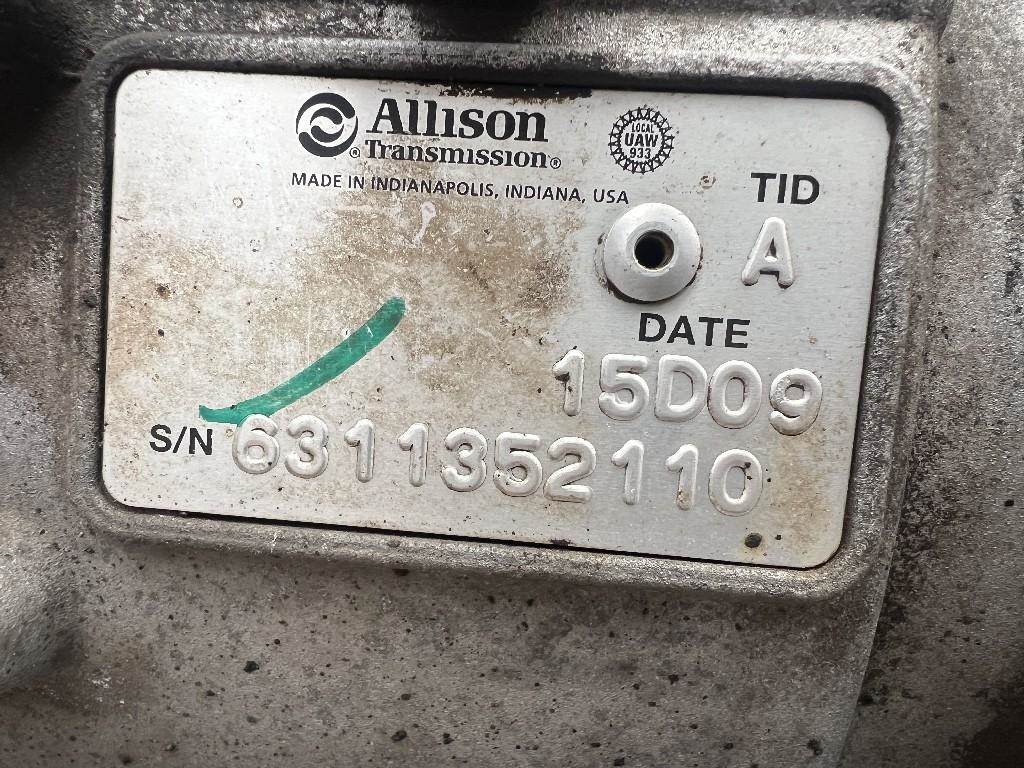 Allison
Transmission®
LOCAL
UAW
933
MADE IN INDIANAPOLIS, INDIANA, USA
TID
A
DATE
15D09
S/N 6311352110